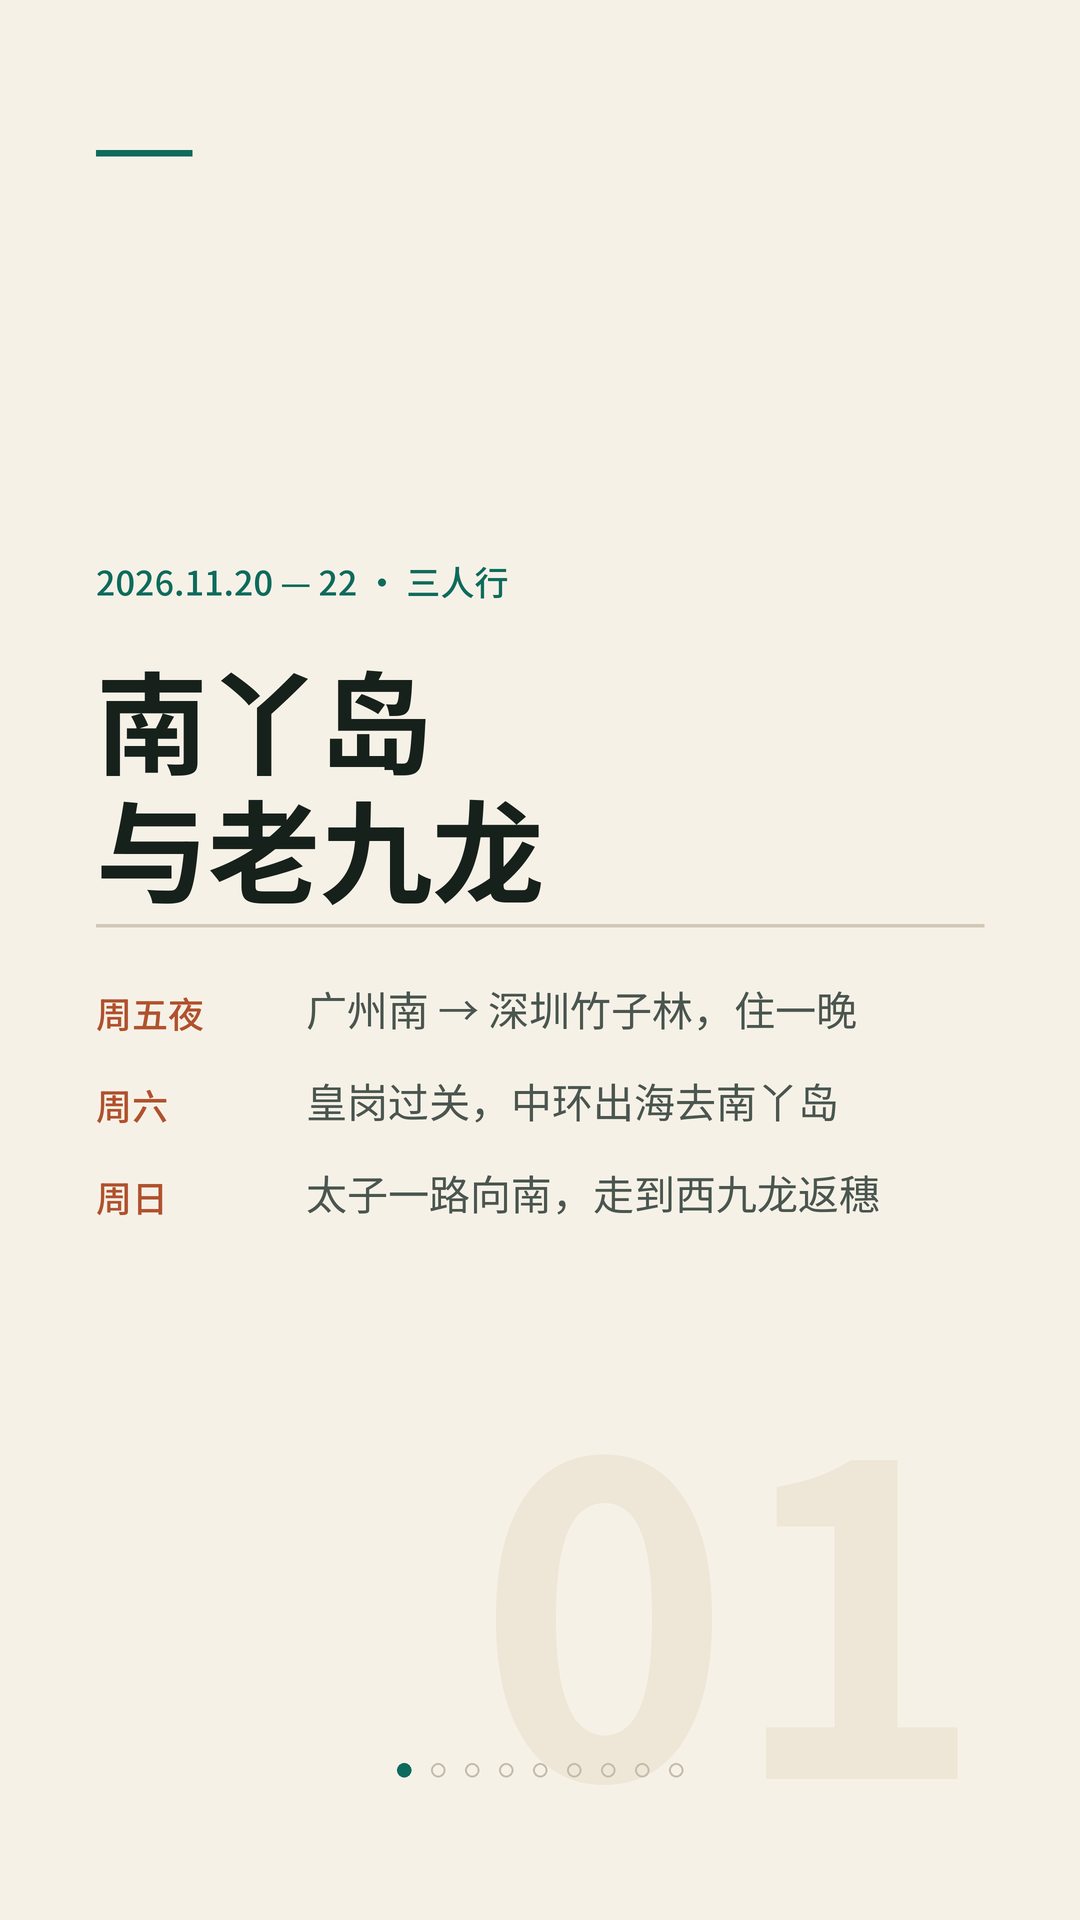 2026.11.20 — 22 • 三人行
南丫岛
与老九龙
周五夜 广州南 → 深圳竹子林，住一晚
周六 皇岗过关，中环出海去南丫岛
周日 太子一路向南，走到西九龙返穗
01